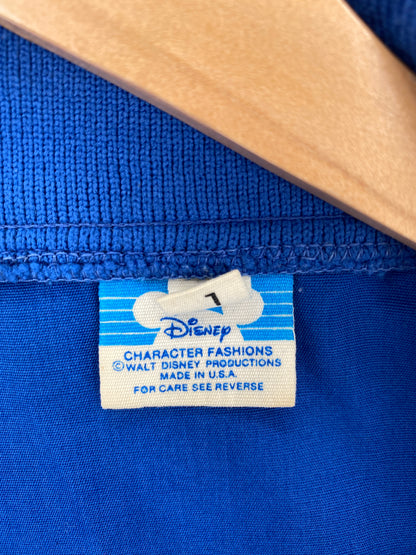 L
Disney
CHARACTER FASHIONS
©WALT DISNEY PRODUCTIONS
MADE IN U.S.A.
FOR CARE SEE REVERSE